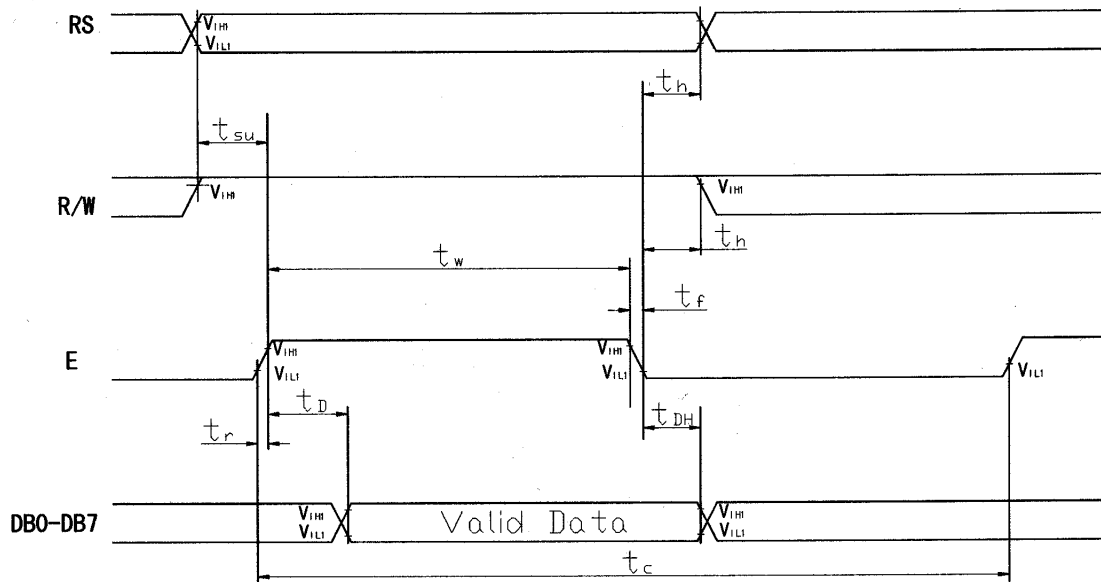 RS
VIH1
VIL1
th
tsu
R/W
VIH1
VIH1
th
tw
tf
E
VIH1
VIL1
VIH1
VIL1
VIL1
tD
tDH
tr
DB0-DB7
VIH1
VIL1
Valid Data
VIH1
VIL1
tc